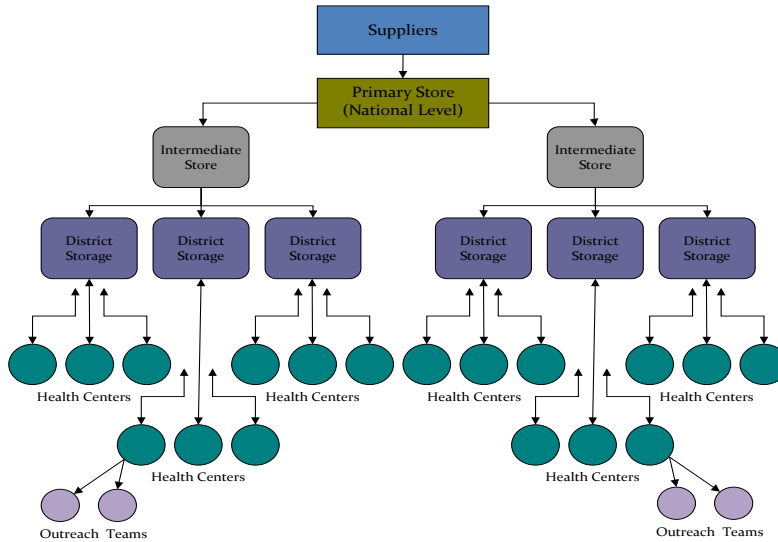 Suppliers
Primary Store
(National Level)
Intermediate
Store
Intermediate
Store
District
Storage
District
Storage
District
Storage
District
Storage
District
Storage
District
Storage
Health Centers
Health Centers
Health Centers
Health Centers
Health Centers
Health Centers
Outreach Teams
Outreach Teams